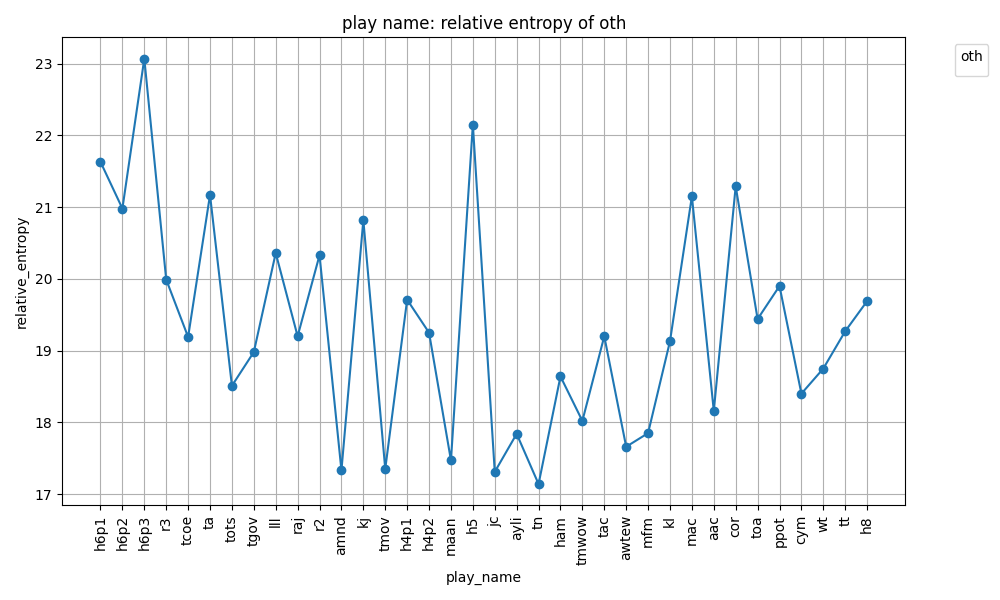 play name: relative entropy of oth
oth
23
22
21
20
19
18
17
relative_entropy
h6p1
h6p2
h6p3
r3
tcoe
ta
tots
tgov
lll
raj
r2
amnd
kj
tmov
h4p1
h4p2
maan
h5
jc
ayli
tn
ham
tmwow
tac
awtew
mfm
kl
mac
aac
cor
toa
ppot
cym
wt
tt
h8
play_name